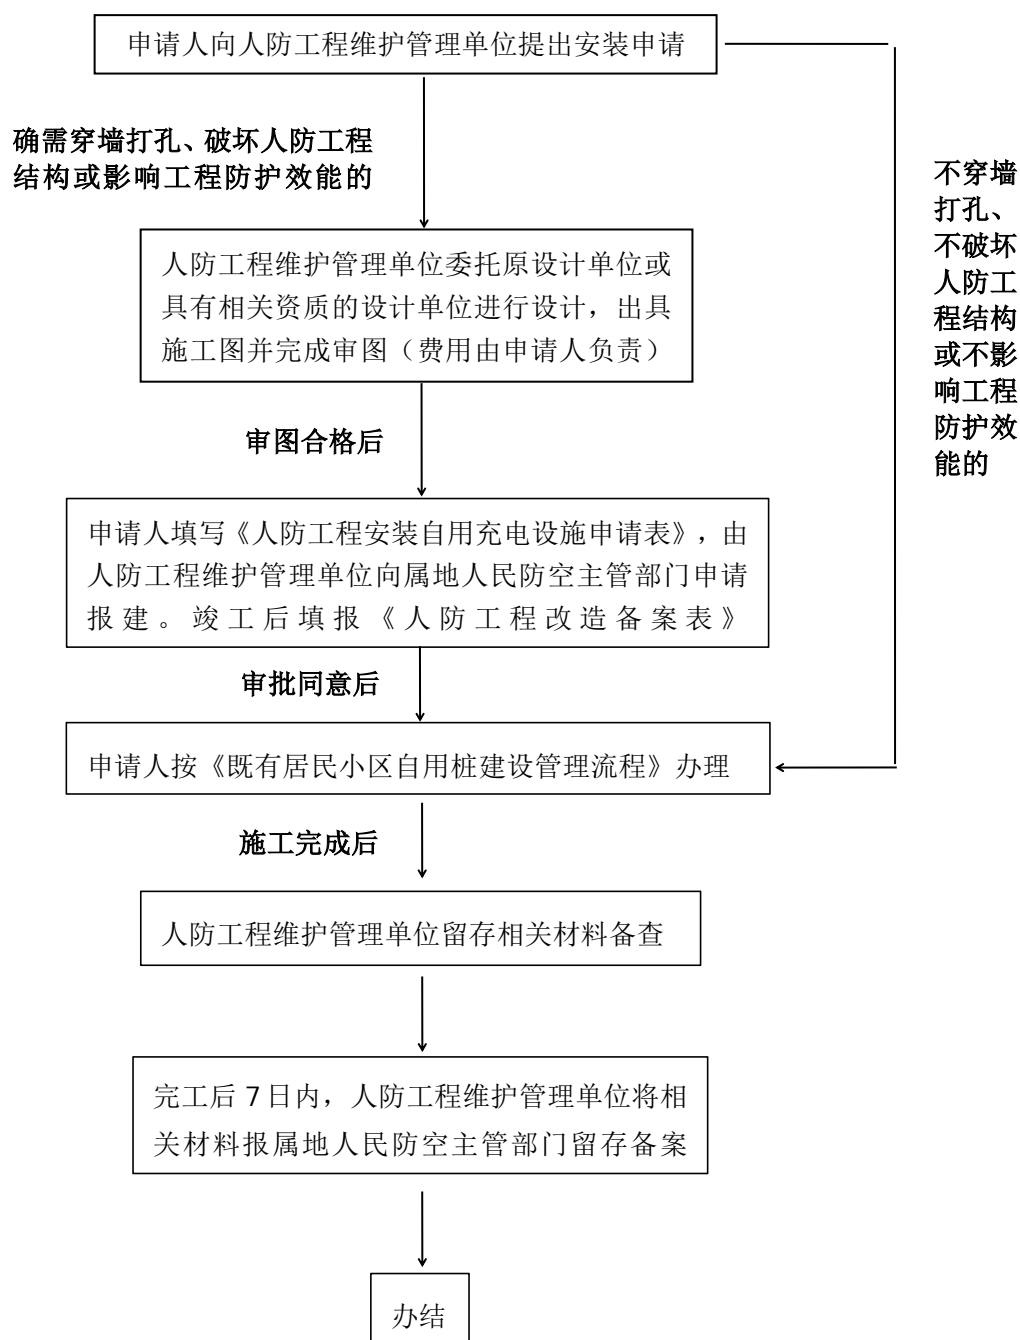 申请人向人防工程维护管理单位提出安装申请
确需穿墙打孔、破坏人防工程
结构或影响工程防护效能的
不穿墙
打孔、
不破坏
人防工
程结构
或不影
响工程
防护效
能的
人防工程维护管理单位委托原设计单位或
具有相关资质的设计单位进行设计，出具
施工图并完成审图（费用由申请人负责）
审图合格后
申请人填写《人防工程安装自用充电设施申请表》，由
人防工程维护管理单位向属地人民防空主管部门申请
报建。竣工后填报《人防工程改造备案表》
审批同意后
申请人按《既有居民小区自用桩建设管理流程》办理
施工完成后
人防工程维护管理单位留存相关材料备查
完工后7日内，人防工程维护管理单位将相
关材料报属地人民防空主管部门留存备案
办结